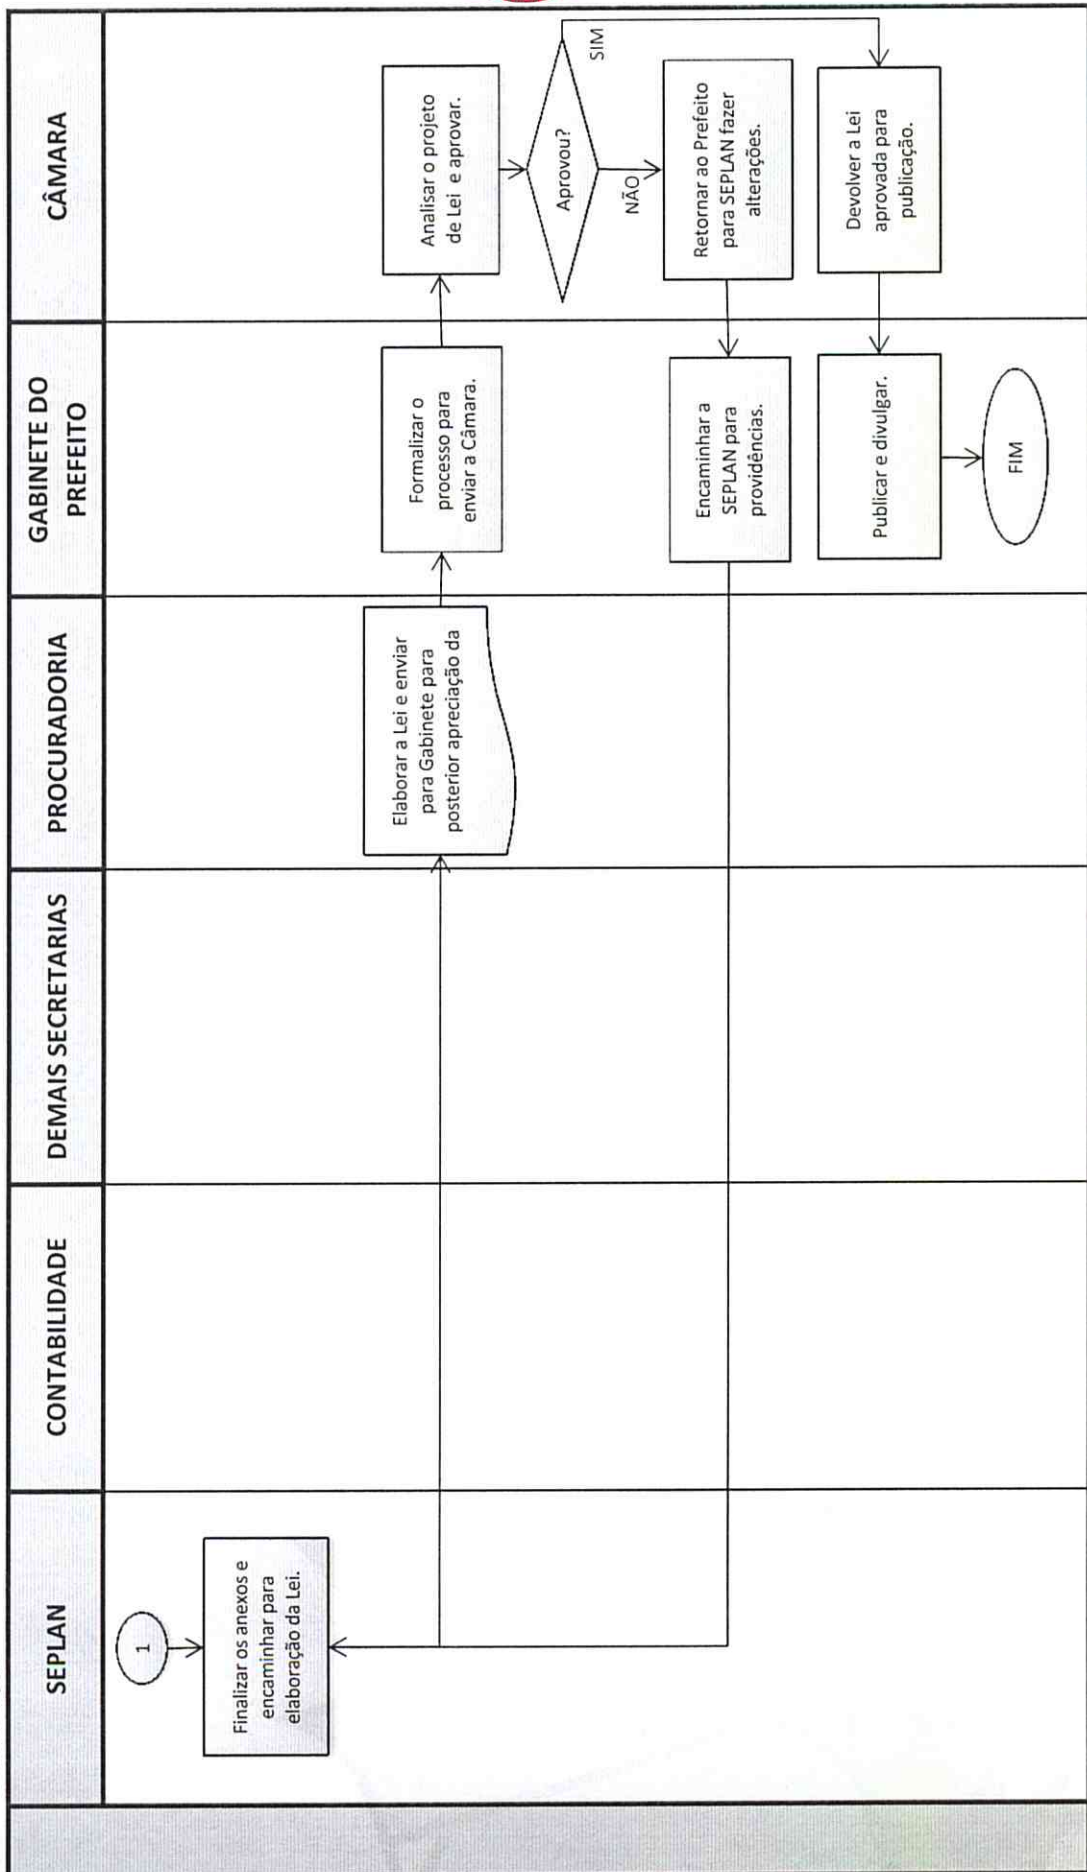 SEPLAN
CONTABILIDADE
DEMAIS SECRETARIAS
PROCURADORIA
GABINETE DO
PREFEITO
CÂMARA
1
Finalizar os anexos e
encaminhar para
elaboração da Lei.
Elaborar a Lei e enviar
para Gabinete para
posterior apreciação da
Formalizar o
processo para
enviar a Câmara.
Analisar o projeto
de Lei e aprovar.
Aprovou?
SIM
NÃO
Retornar ao Prefeito
para SEPLAN fazer
alterações.
Encaminhar a
SEPLAN para
providências.
Devolver a Lei
aprovada para
publicação.
Publicar e divulgar.
FIM